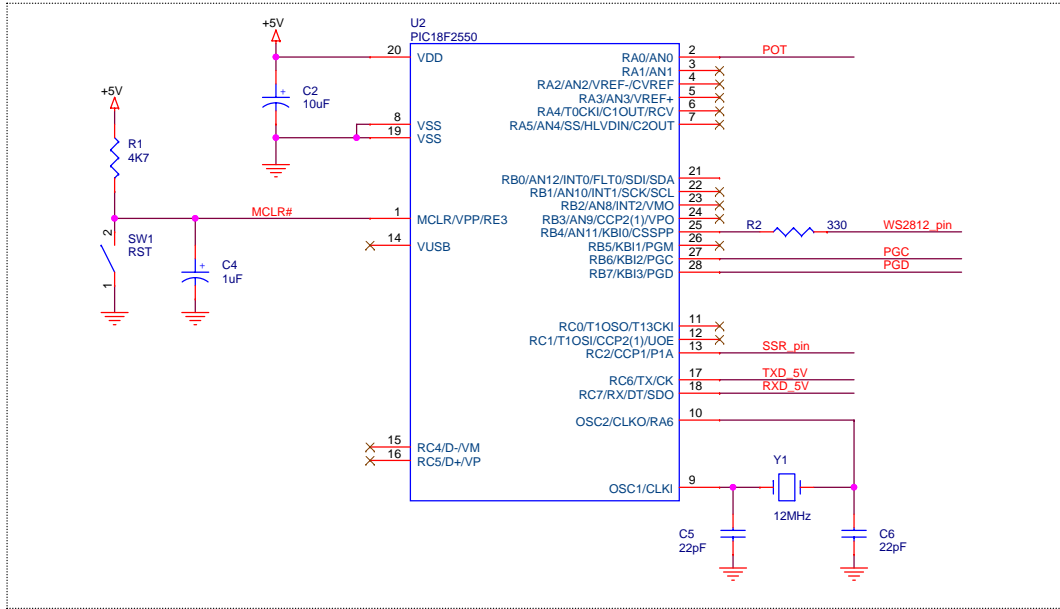 U2
PIC18F2550
+5V
20
VDD
C2
10uF
8
VSS
19
VSS
+5V
R1
4K7
MCLR#
1
MCLR/VPP/RE3
2
SW1
RST
1
C4
1uF
14
VUSB
15
RC4/D-/VM
16
RC5/D+/VP
RA0/AN0
2
POT
RA1/AN1
3
RA2/AN2/VREF-/CVREF
4
RA3/AN3/VREF+
5
RA4/T0CKI/C1OUT/RCV
6
RA5/AN4/SS/HLVDIN/C2OUT
7
RB0/AN12/INT0/FLT0/SDI/SDA
21
RB1/AN10/INT1/SCK/SCL
22
RB2/AN8/INT2/VMO
23
RB3/AN9/CCP2(1)/VPO
24
RB4/AN11/KBI0/CSSPP
25
R2
330
WS2812_pin
RB5/KBI1/PGM
26
RB6/KBI2/PGC
27
PGC
RB7/KBI3/PGD
28
PGD
RC0/T1OSO/T13CKI
11
RC1/T1OSI/CCP2(1)/UOE
12
RC2/CCP1/P1A
13
SSR_pin
RC6/TX/CK
17
TXD_5V
RC7/RX/DT/SDO
18
RXD_5V
OSC2/CLKO/RA6
10
OSC1/CLKI
9
Y1
12MHz
C5
22pF
C6
22pF